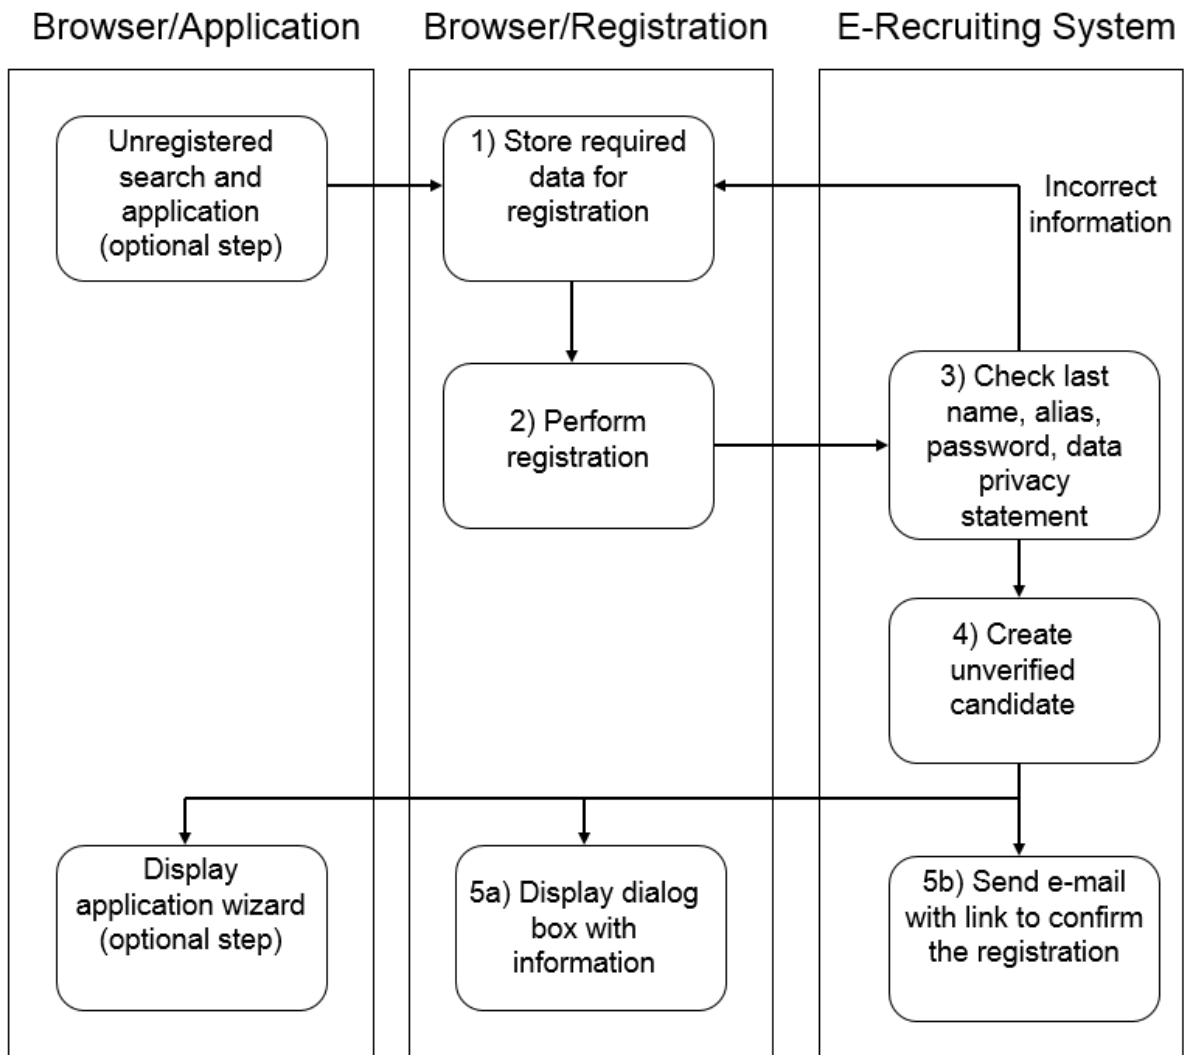 Browser/Application
Browser/Registration
E-Recruiting System
Unregistered
search and
application
(optional step)
1) Store required
data for
registration
Incorrect
information
2) Perform
registration
3) Check last
name, alias,
password, data
privacy
statement
4) Create
unverified
candidate
Display
application wizard
(optional step)
5a) Display dialog
box with
information
5b) Send e-mail
with link to confirm
the registration